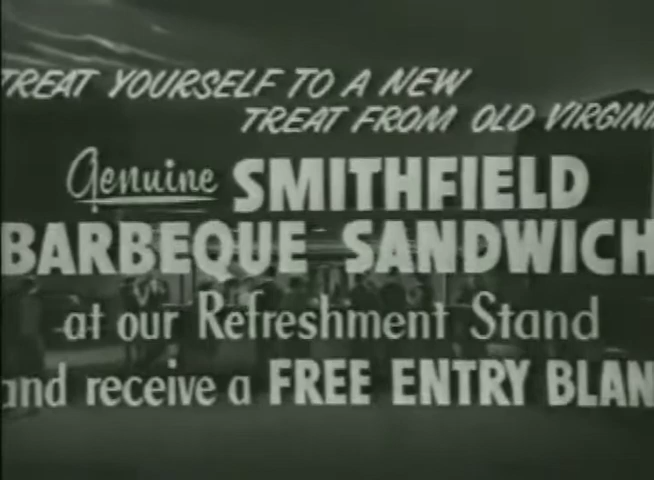 TREAT YOURSELF TO A NEW
TREAT FROM OLD VIRGINI
Genuine SMITHFIELD
BARBEQUE SANDWICH
at our Refreshment Stand
and receive a FREE ENTRY BLAN